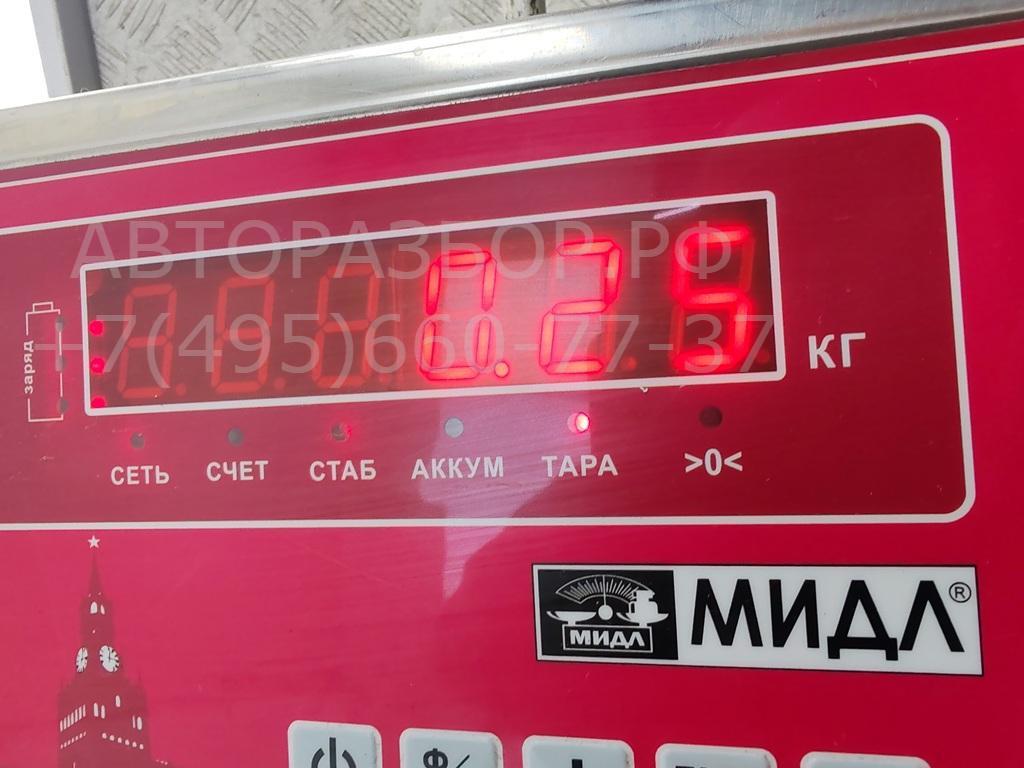 АВТОРАЗБОР.РФ
+7(495)660-77-37
0.25
КГ
заряд
СЕТЬ СЧЕТ СТАБ АККУМ ТАРА >0<
МИДЛ МИДЛ®